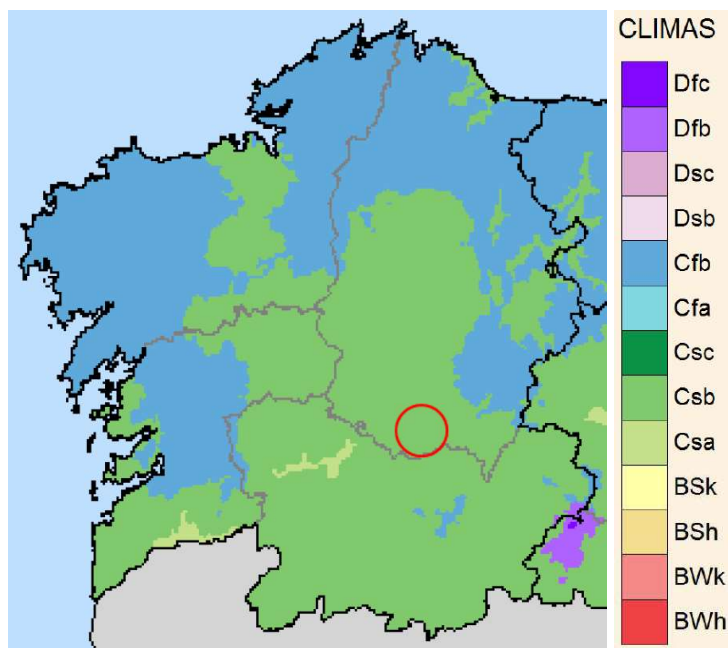 CLIMAS
Dfc
Dfb
Dsc
Dsb
Cfb
Cfa
Csc
Csb
Csa
BSk
BSh
BWk
BWh